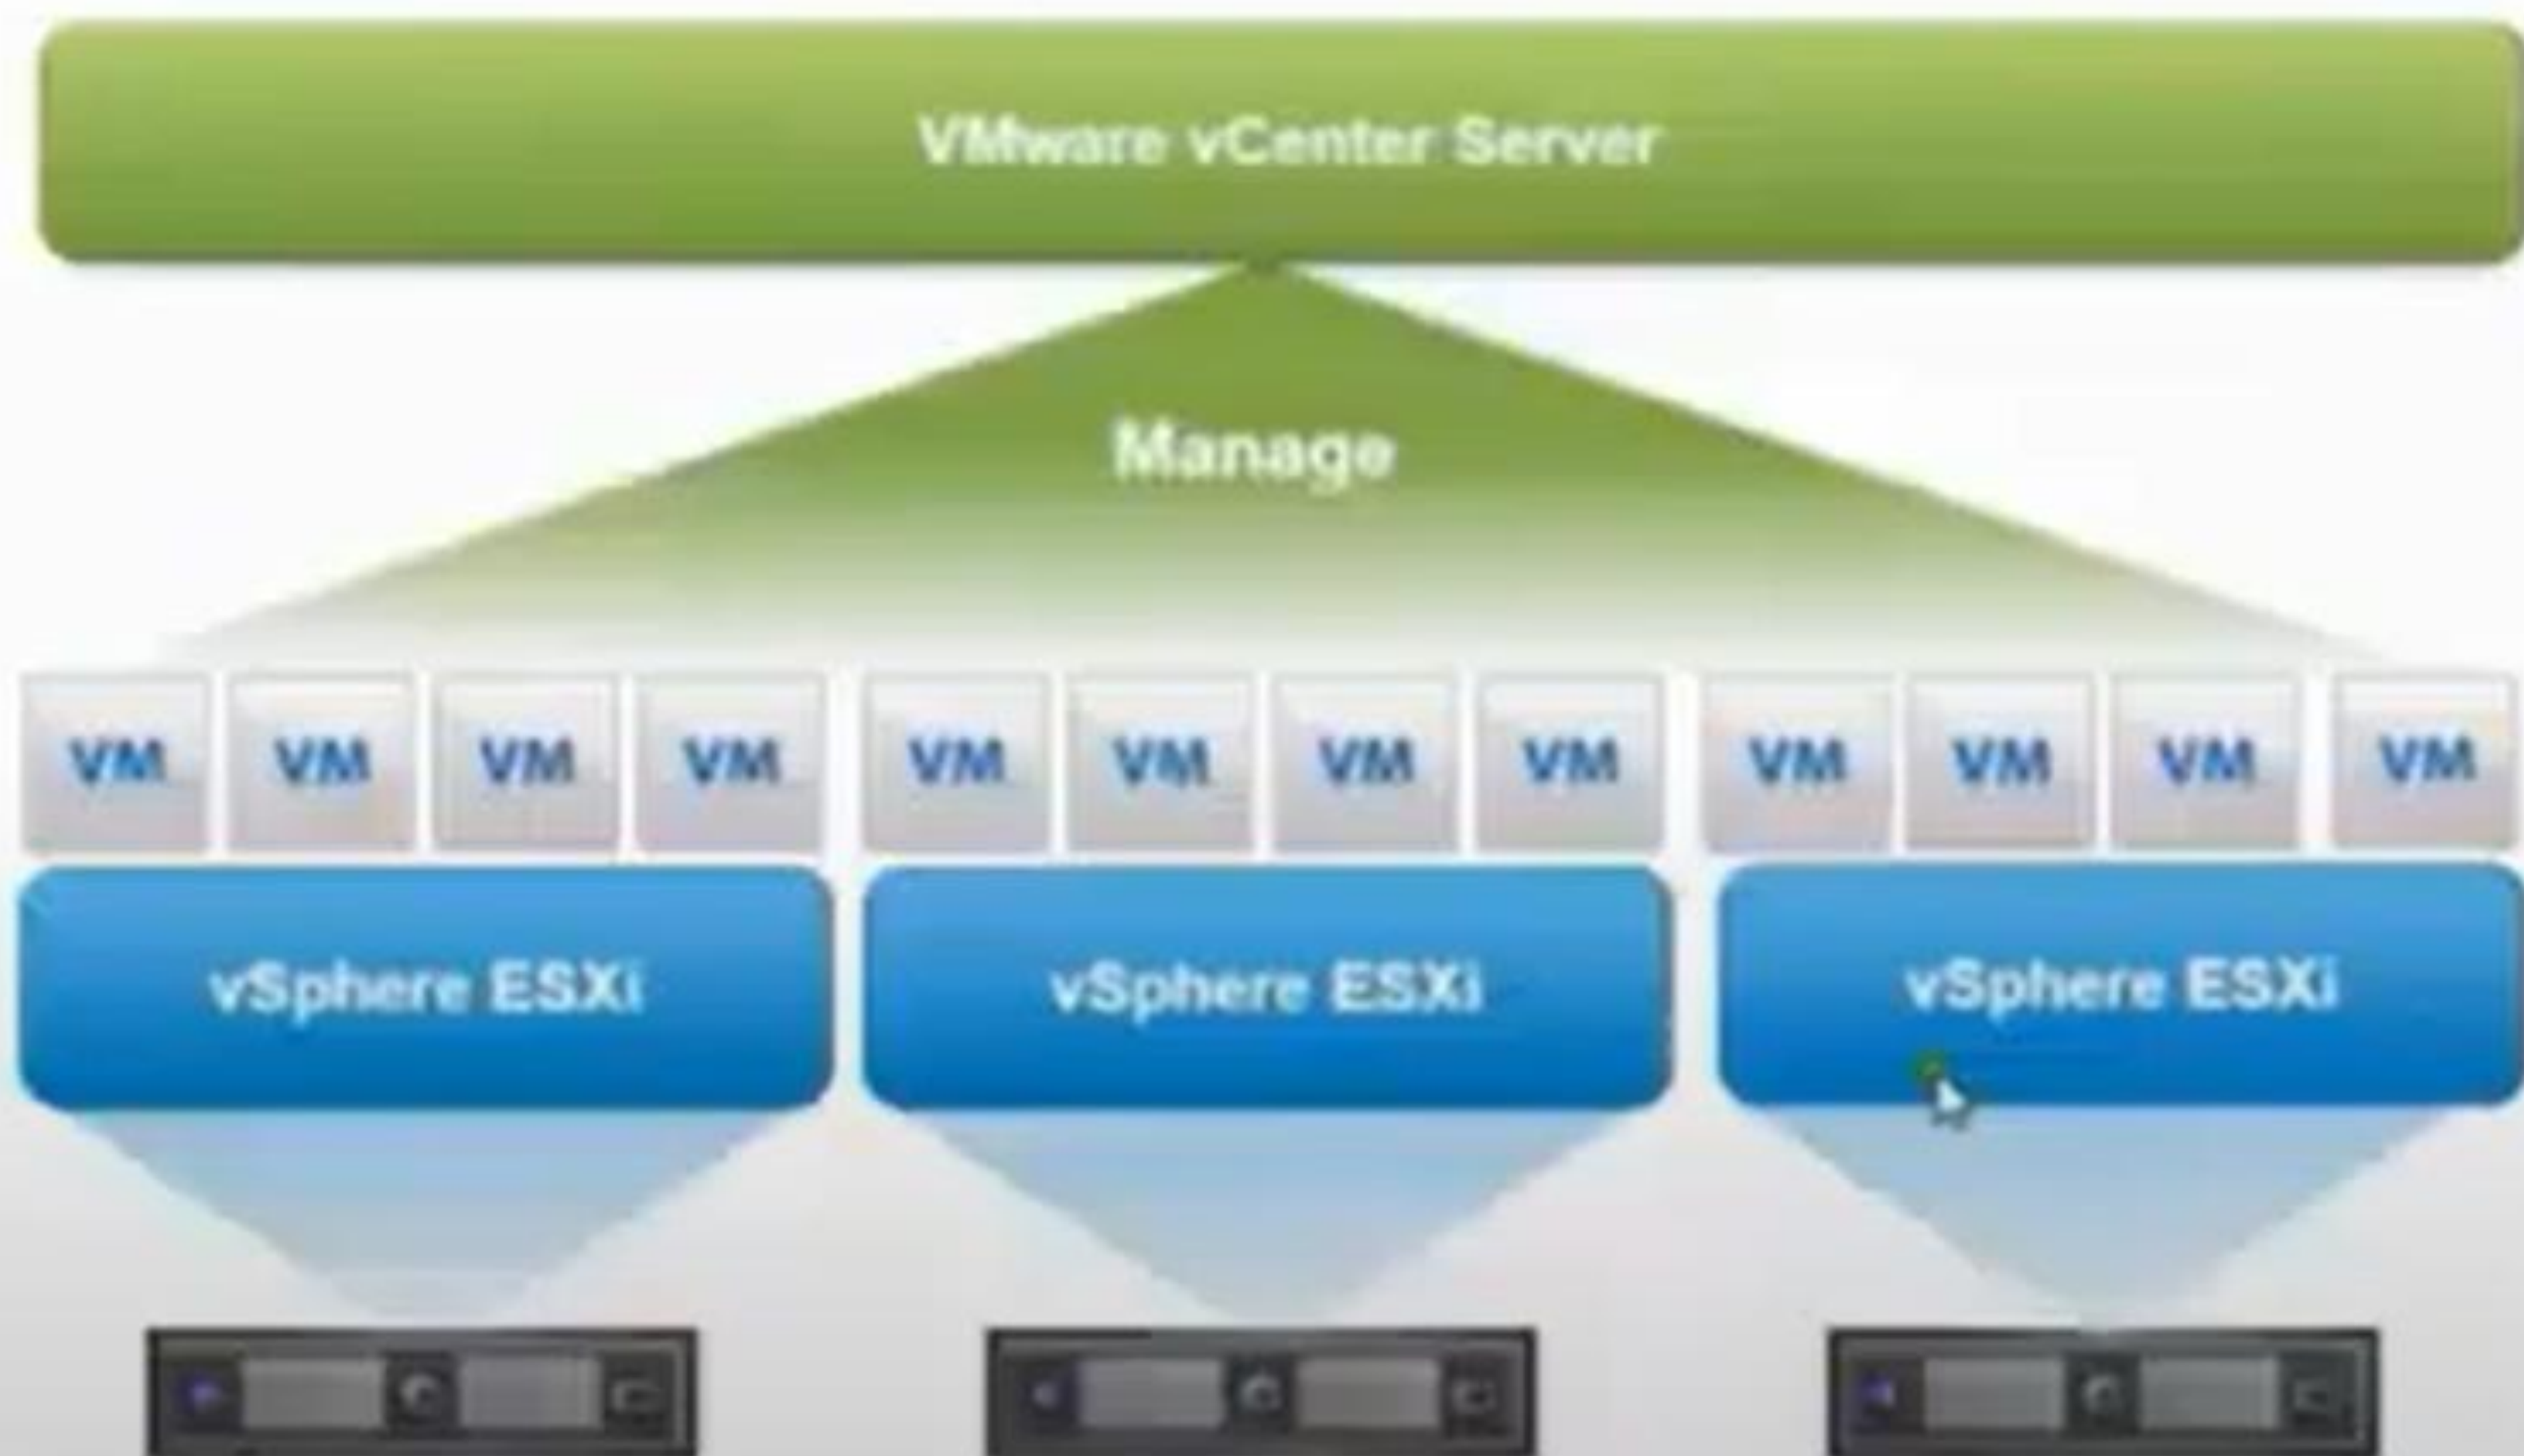 VMware vCenter Server
Manage
VM VM VM VM VM VM VM VM VM VM VM VM
vSphere ESXi vSphere ESXi vSphere ESXi